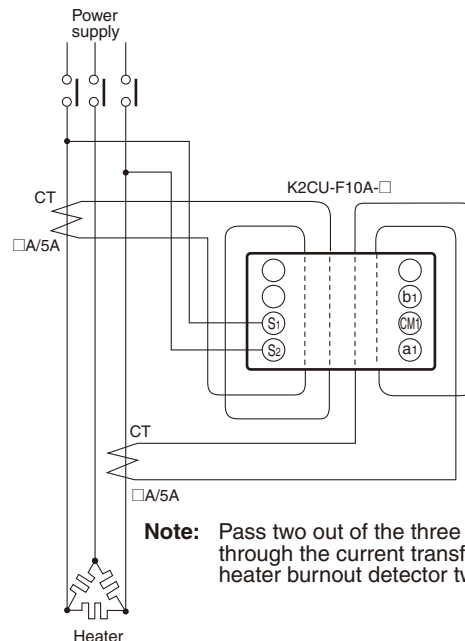 Power
supply
K2CU-F10A-□
CT
□A/5A
b1
S1
CM1
S2
a1
CT
□A/5A
Note: Pass two out of the three
through the current transf
heater burnout detector tw
Heater